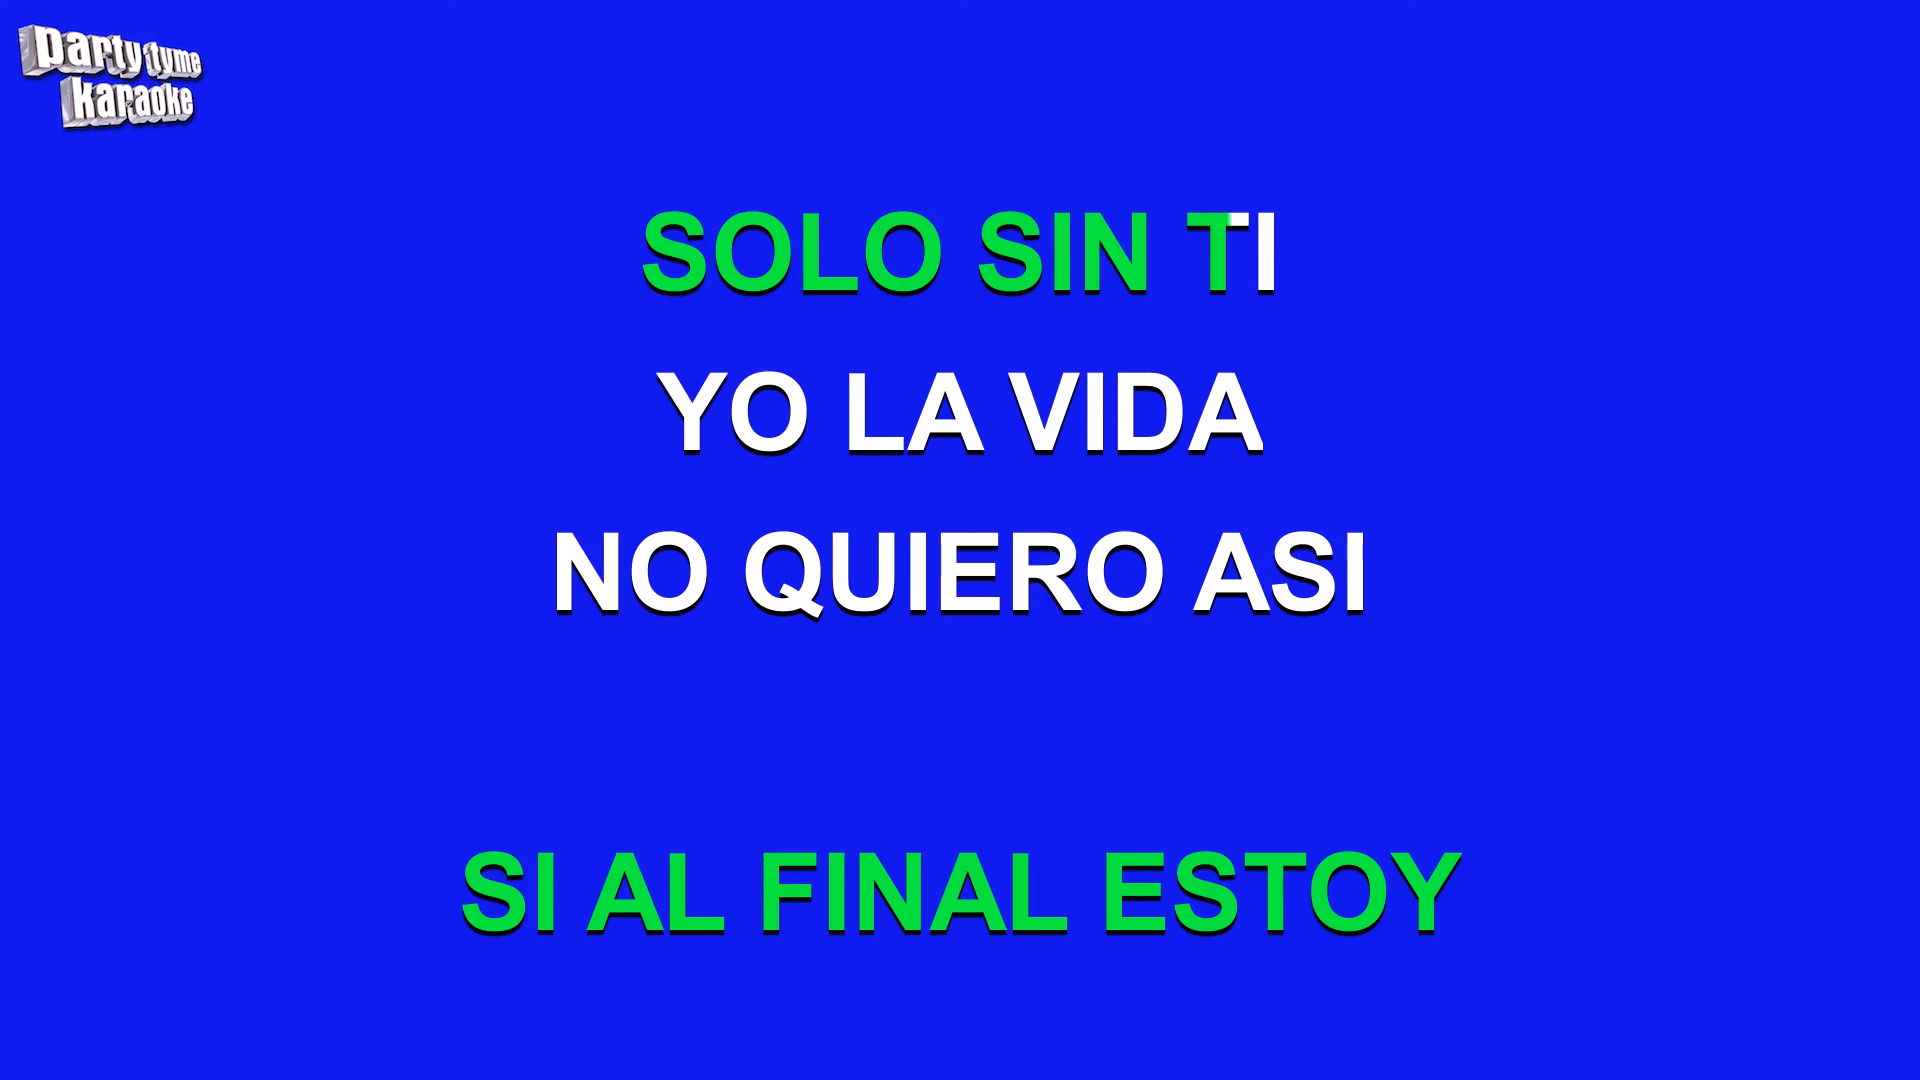 party tyme
karaoke
SOLO SIN TI
YO LA VIDA
NO QUIERO ASI
SI AL FINAL ESTOY